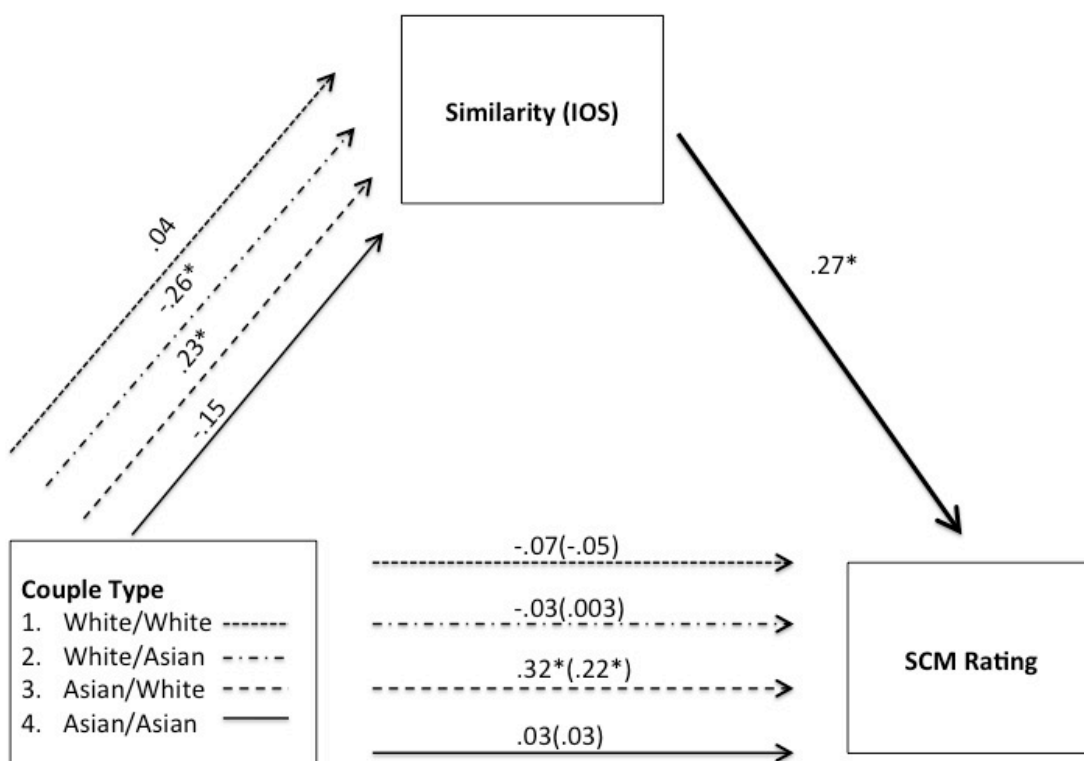 Similarity (IOS)
.04
-.26*
.23*
-.15
.27*
Couple Type
1. White/White
2. White/Asian
3. Asian/White
4. Asian/Asian
-.07(-.05)
-.03(.003)
.32*(.22*)
.03(.03)
SCM Rating